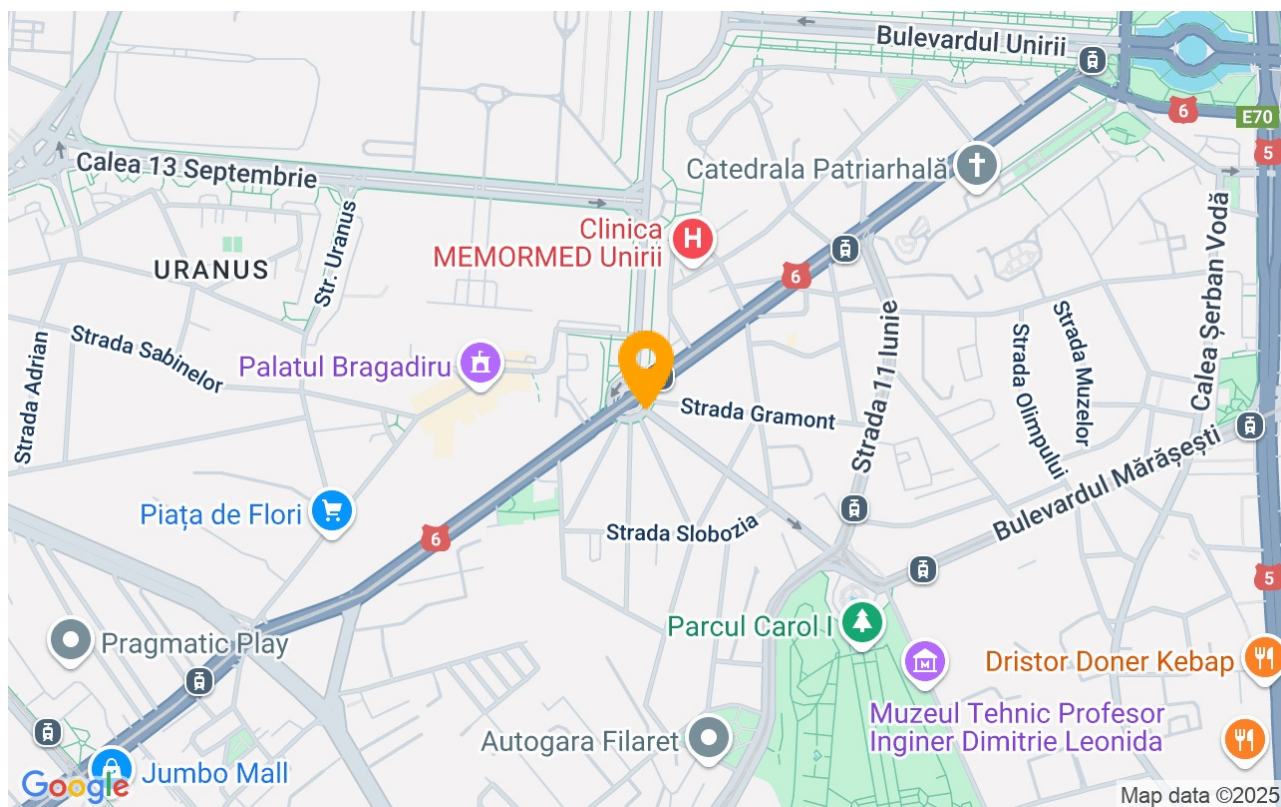 Bulevardul Unirii
6
E70
5
Calea 13 Septembrie
Catedrala Patriarhală
Str. Uranus
Clinica
MEMORMED Unirii
H
Calea Șerban Vodă
URANUS
6
Strada Adrian
Strada Sabinelor
Palatul Bragadiru
Strada Gramont
Strada 11 Iunie
Strada Olimpului
Strada Muzelor
Bulevardul Mărășești
Piața de Flori
6
Strada Slobozia
5
Parcul Carol I
Pragmatic Play
Dristor Doner Kebap
Muzeul Tehnic Profesor
Inginer Dimitrie Leonida
Autogara Filaret
Jumbo Mall
Google
Map data ©2025